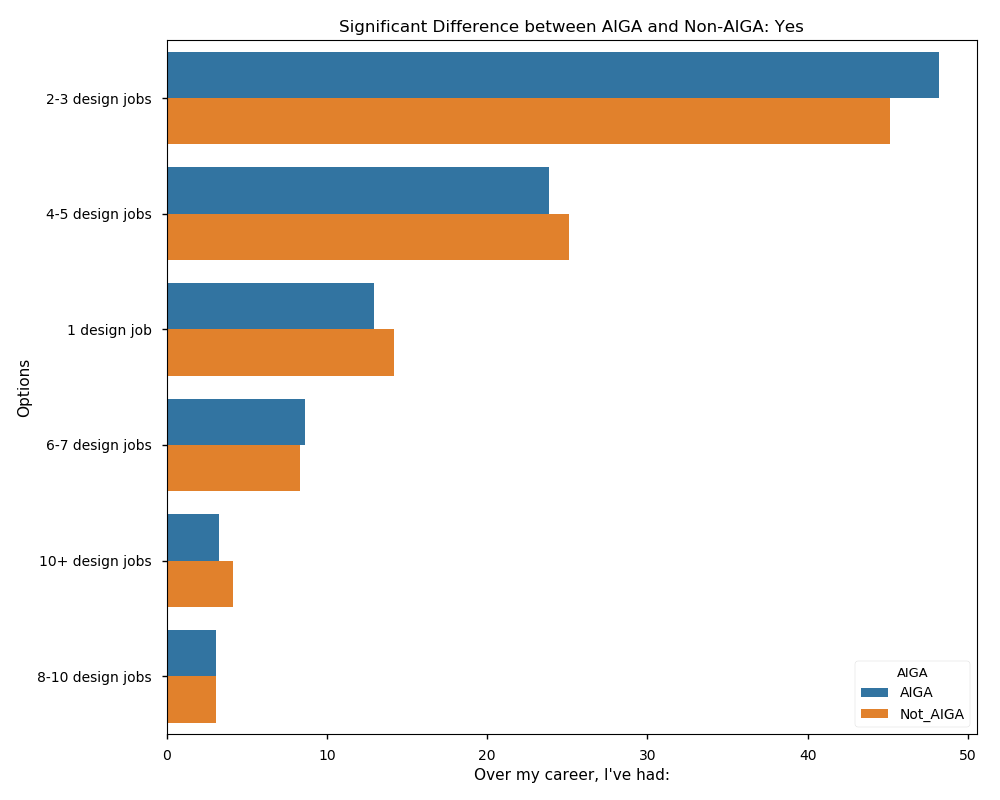 Significant Difference between AIGA and Non-AIGA: Yes
2-3 design jobs
4-5 design jobs
1 design job
6-7 design jobs
10+ design jobs
8-10 design jobs
Options
AIGA
AIGA
Not_AIGA
0 10 20 30 40 50
Over my career, I've had: